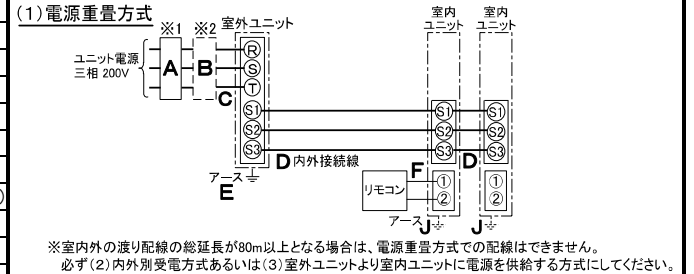 (1)電源重畳方式
※1 ※2 室外ユニット 室内ユニット 室内ユニット
ユニット電源
三相 200V
A B C
R
S
T
S1 S1 S1
S2 S2 S2
S3 S3 S3
D 内外接続線 D
アース
E
F
リモコン
① ①
② ②
アース J J
※室内外の渡り配線の総延長が80m以上となる場合は、電源重畳方式での配線はできません。
必ず(2)内外別受電方式あるいは(3)室外ユニットより室内ユニットに電源を供給する方式にしてください。